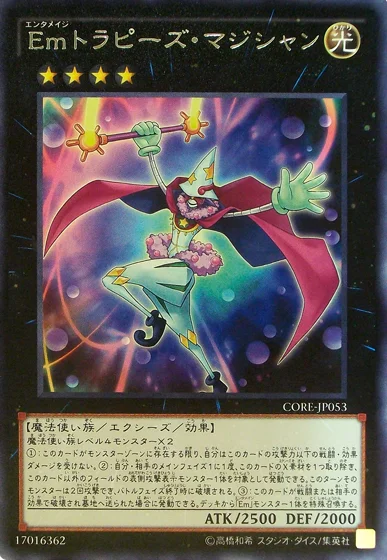 エンタメイジ
Emトラピーズ・マジシャン
光
CORE-JP053
【魔法使い族/エクシーズ/効果】
魔法使い族レベル4モンスター×2
①:このカードがモンスターゾーンに存在する限り、自分はこのカードの攻撃力以下の戦闘・効果
ダメージを受けない。②:自分・相手のメインフェイズ1に1度、このカードのX素材を1つ取り除き、
このカード以外のフィールドの表側攻撃表示モンスター1体を対象として発動できる。このターンその
モンスターは2回攻撃でき、バトルフェイズ終了時に破壊される。③:このカードが戦闘または相手の
効果で破壊され墓地へ送られた場合に発動できる。デッキから「Em」モンスター1体を特殊召喚する。
ATK/2500 DEF/2000
17016362
©高橋和希 スタジオ・ダイス/集英社